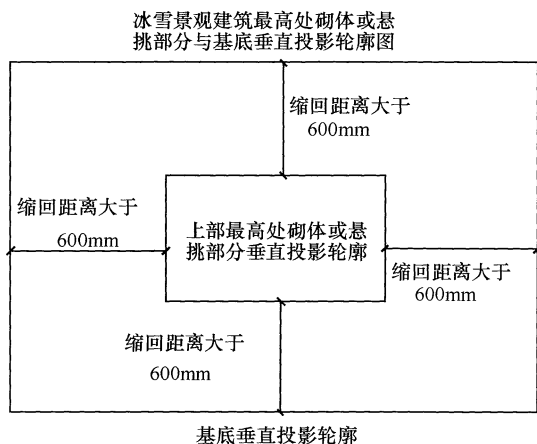 冰雪景观建筑最高处砌体或悬
挑部分与基底垂直投影轮廓图
缩回距离大于
600mm
缩回距离大于
600mm
上部最高处砌体或悬
挑部分垂直投影轮廓
缩回距离大于
600mm
缩回距离大于
600mm
基底垂直投影轮廓